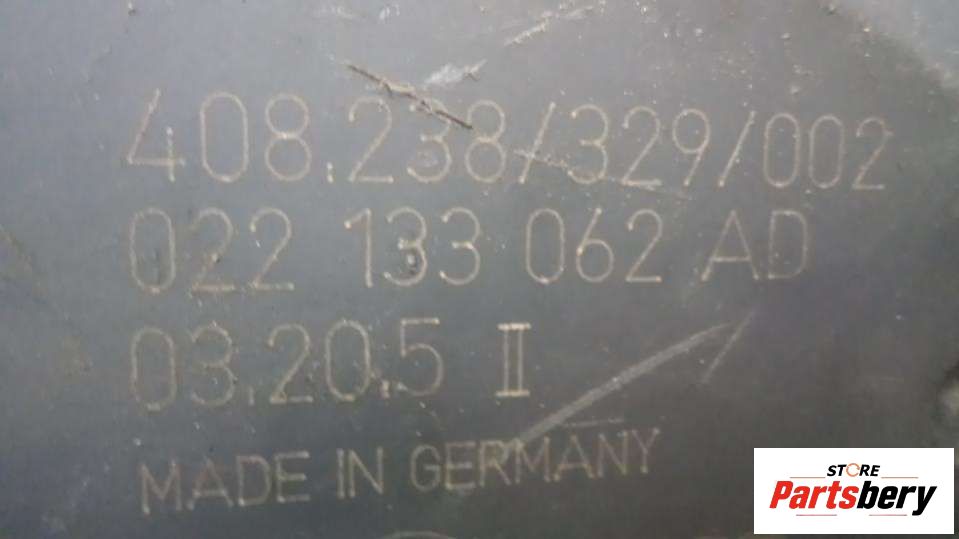 408.238/329/002
022 133 062 AD
03.20.5 II
MADE IN GERMANY
STORE
Partsbery